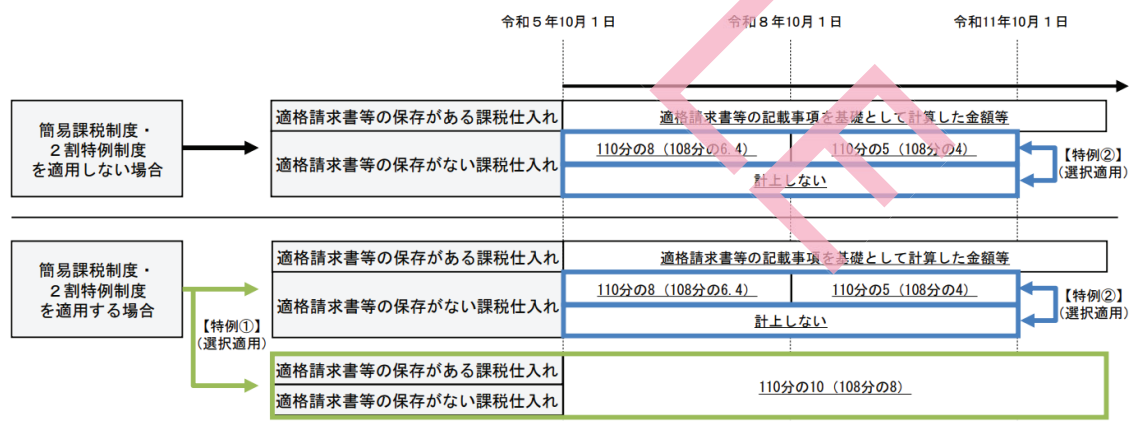 令和５年10月１日
令和８年10月１日
令和11年10月１日
簡易課税制度・
２割特例制度
を適用しない場合
適格請求書等の保存がある課税仕入れ
適格請求書等の記載事項を基礎として計算した金額等
適格請求書等の保存がない課税仕入れ
110分の8（108分の6.4）
110分の5（108分の4）
計上しない
【特例②】
（選択適用）
簡易課税制度・
２割特例制度
を適用する場合
【特例①】
（選択適用）
適格請求書等の保存がある課税仕入れ
適格請求書等の記載事項を基礎として計算した金額等
適格請求書等の保存がない課税仕入れ
110分の8（108分の6.4）
110分の5（108分の4）
計上しない
【特例②】
（選択適用）
適格請求書等の保存がある課税仕入れ
適格請求書等の保存がない課税仕入れ
110分の10（108分の8）